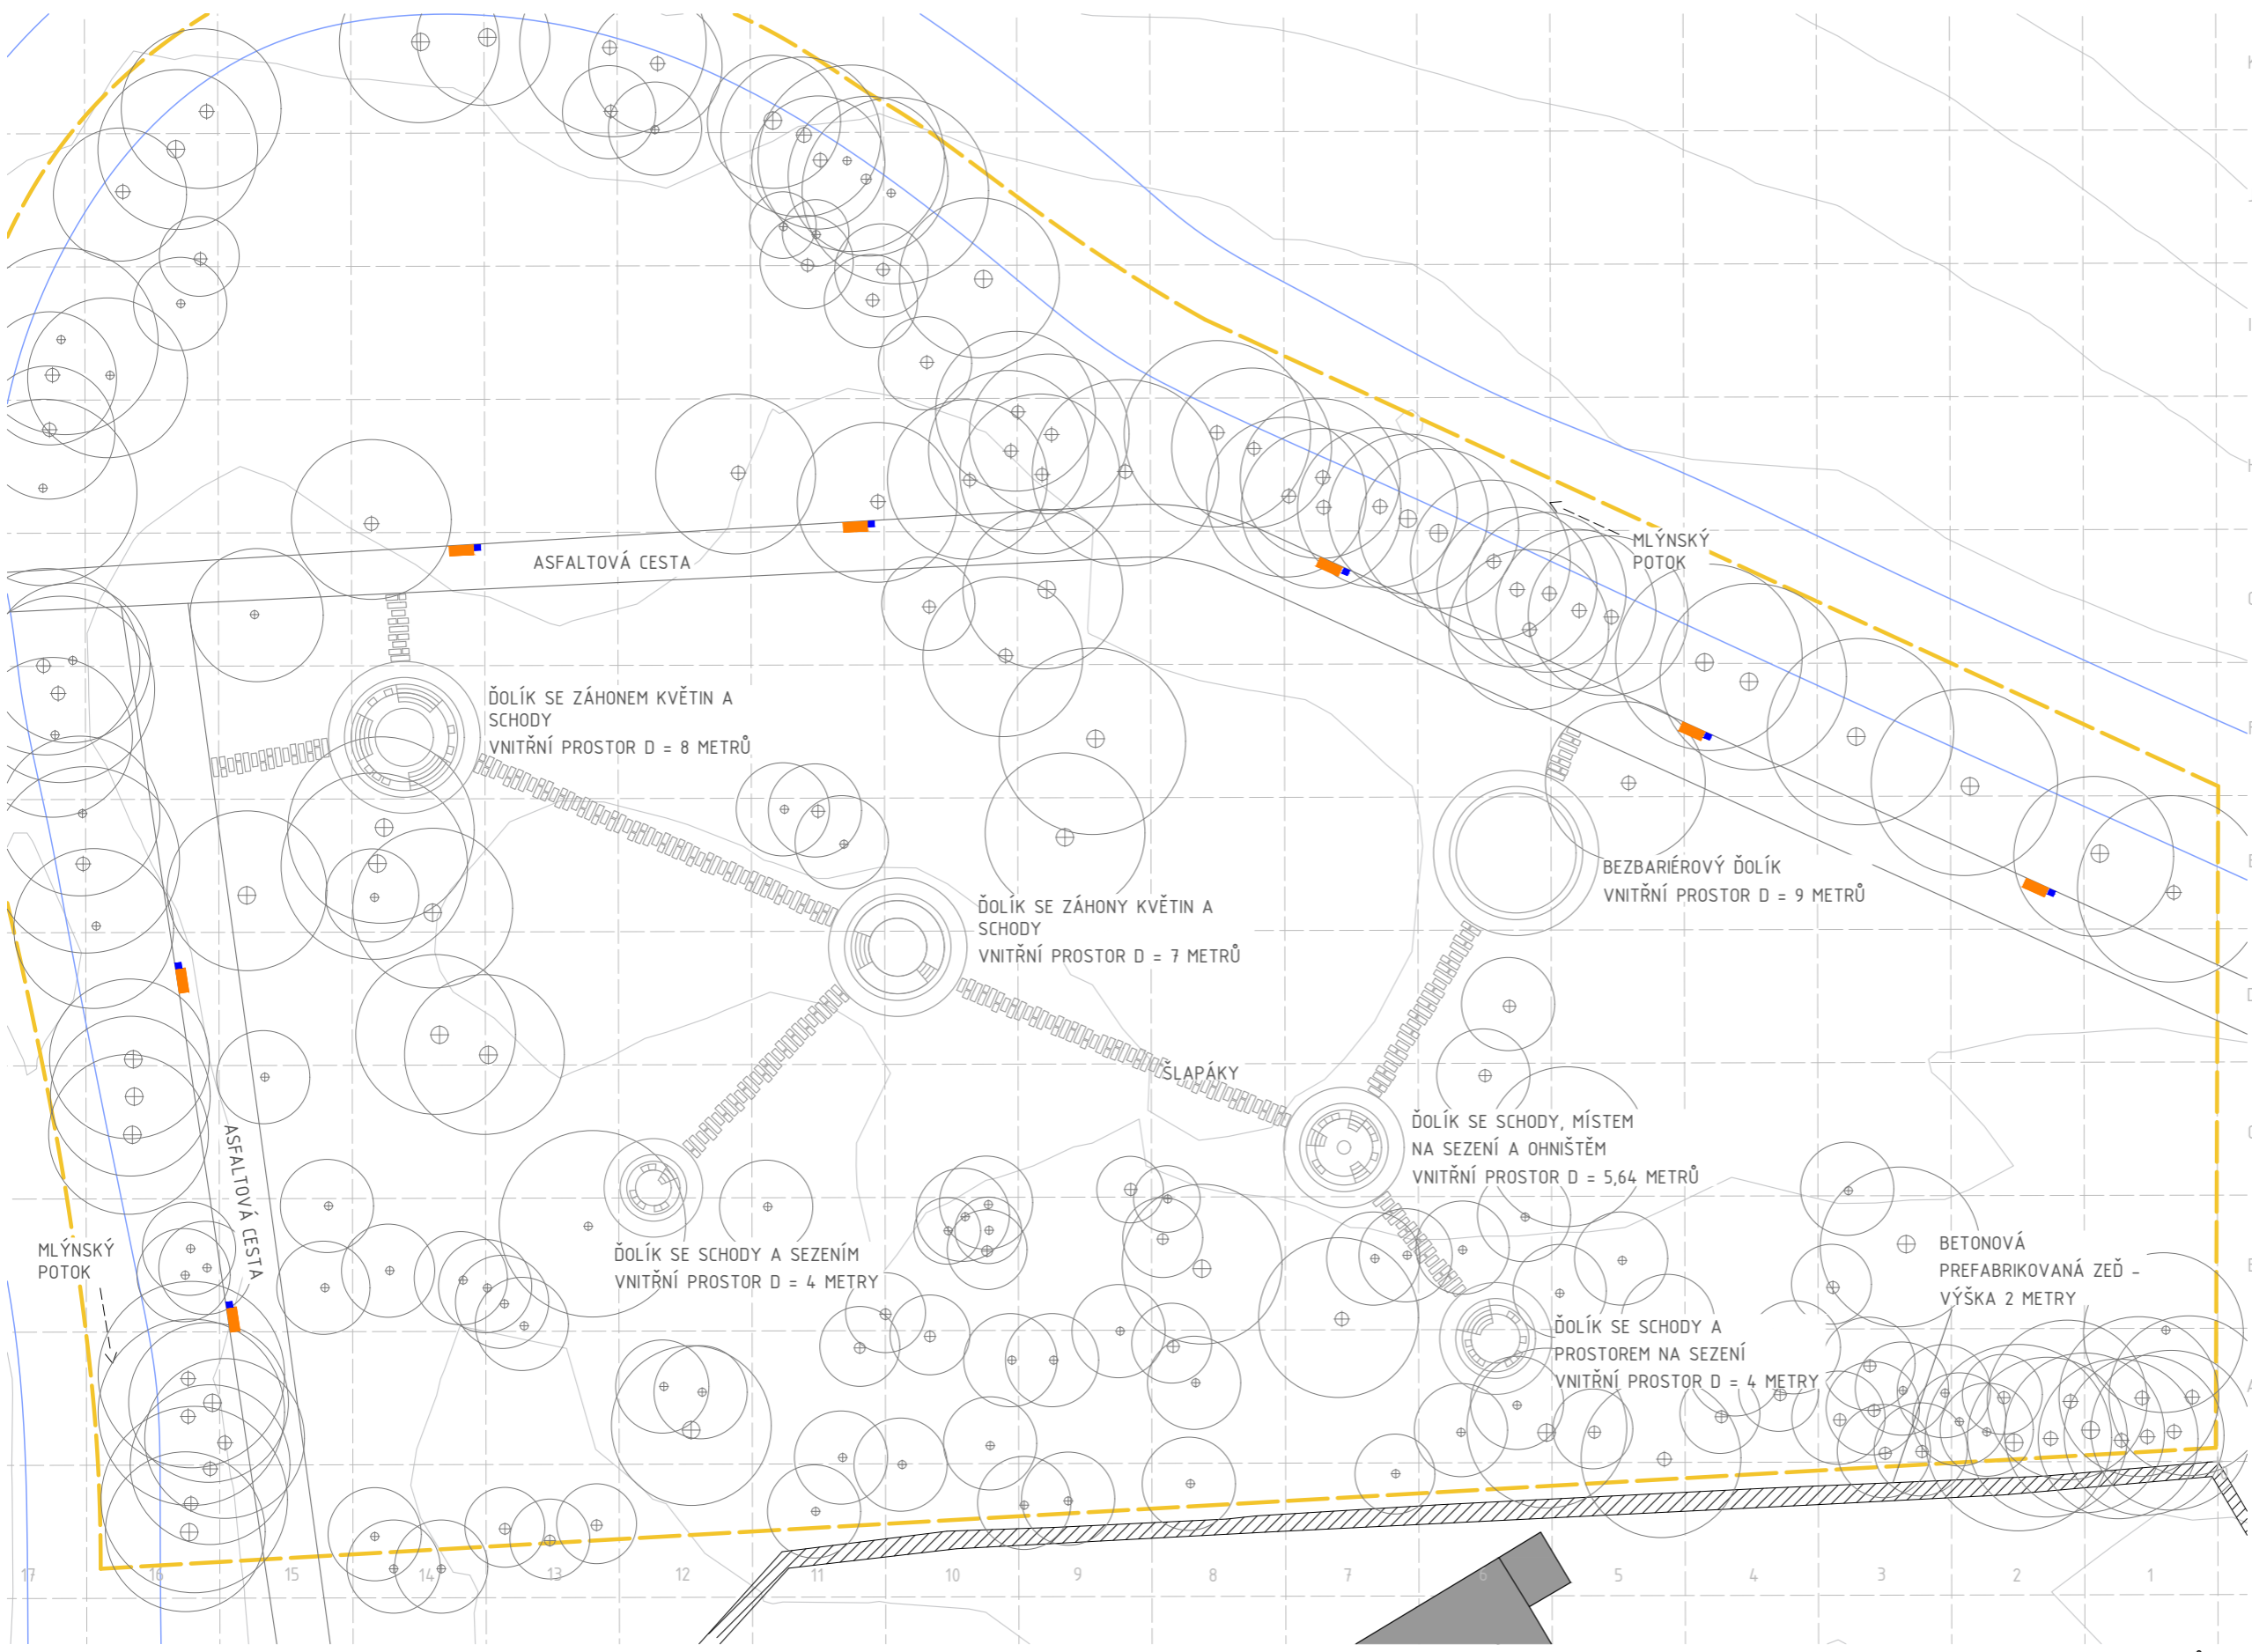 K
I
H
ASFALTOVÁ CESTA
MLÝNSKÝ
POTOK
ĎOLÍK SE ZÁHONEM KVĚTIN A
SCHODY
VNITŘNÍ PROSTOR D = 8 METRŮ
F
BEZBARIÉROVÝ ĎOLÍK
VNITŘNÍ PROSTOR D = 9 METRŮ
E
ĎOLÍK SE ZÁHONY KVĚTIN A
SCHODY
VNITŘNÍ PROSTOR D = 7 METRŮ
D
ŠLAPÁKY
ĎOLÍK SE SCHODY, MÍSTEM
NA SEZENÍ A OHNIŠTĚM
VNITŘNÍ PROSTOR D = 5,64 METRŮ
ASFALTOVÁ CESTA
MLÝNSKÝ
POTOK
ĎOLÍK SE SCHODY A SEZENÍM
VNITŘNÍ PROSTOR D = 4 METRY
BETONOVÁ
PREFABRIKOVANÁ ZEĎ -
VÝŠKA 2 METRY
B
ĎOLÍK SE SCHODY A
PROSTOREM NA SEZENÍ
VNITŘNÍ PROSTOR D = 4 METRY
A
17 16 15 14 13 12 11 10 9 8 7 6 5 4 3 2 1